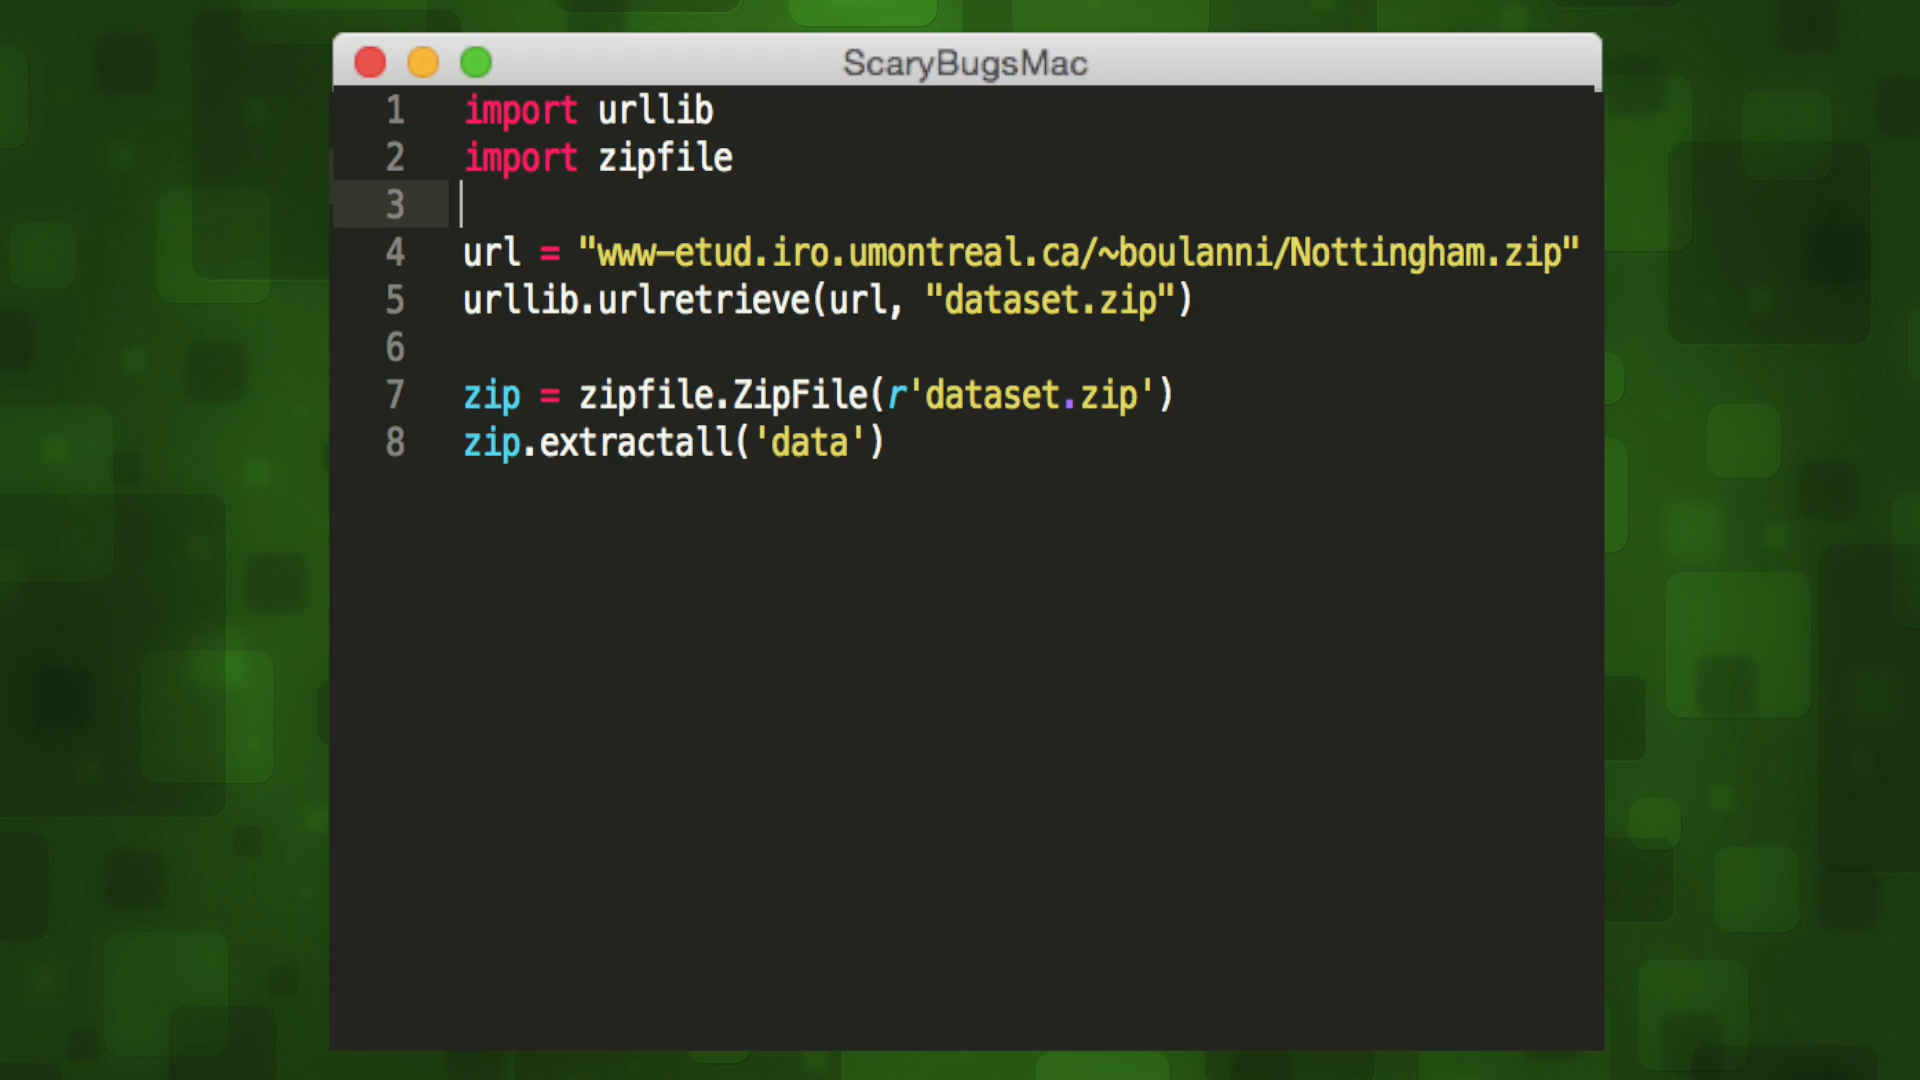 ScaryBugsMac
1 import urllib
2 import zipfile
3
4 url = "www-etud.iro.umontreal.ca/~boulanni/Nottingham.zip"
5 urllib.urlretrieve(url, "dataset.zip")
6
7 zip = zipfile.ZipFile(r'dataset.zip')
8 zip.extractall('data')